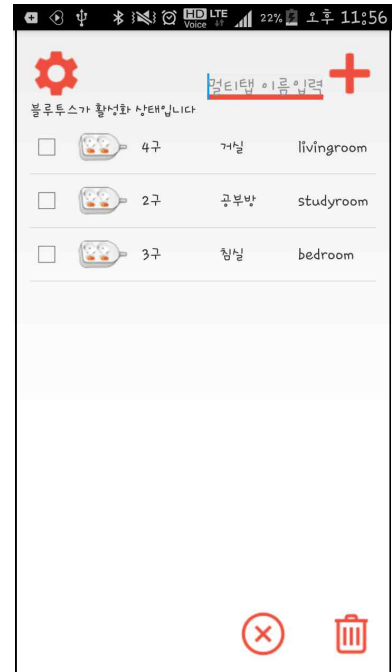 HD Voice LTE 22% 오후 11:56
멀티탭 이름입력
블루투스가 활성화 상태입니다
4구 거실 livingroom
2구 공부방 studyroom
3구 침실 bedroom